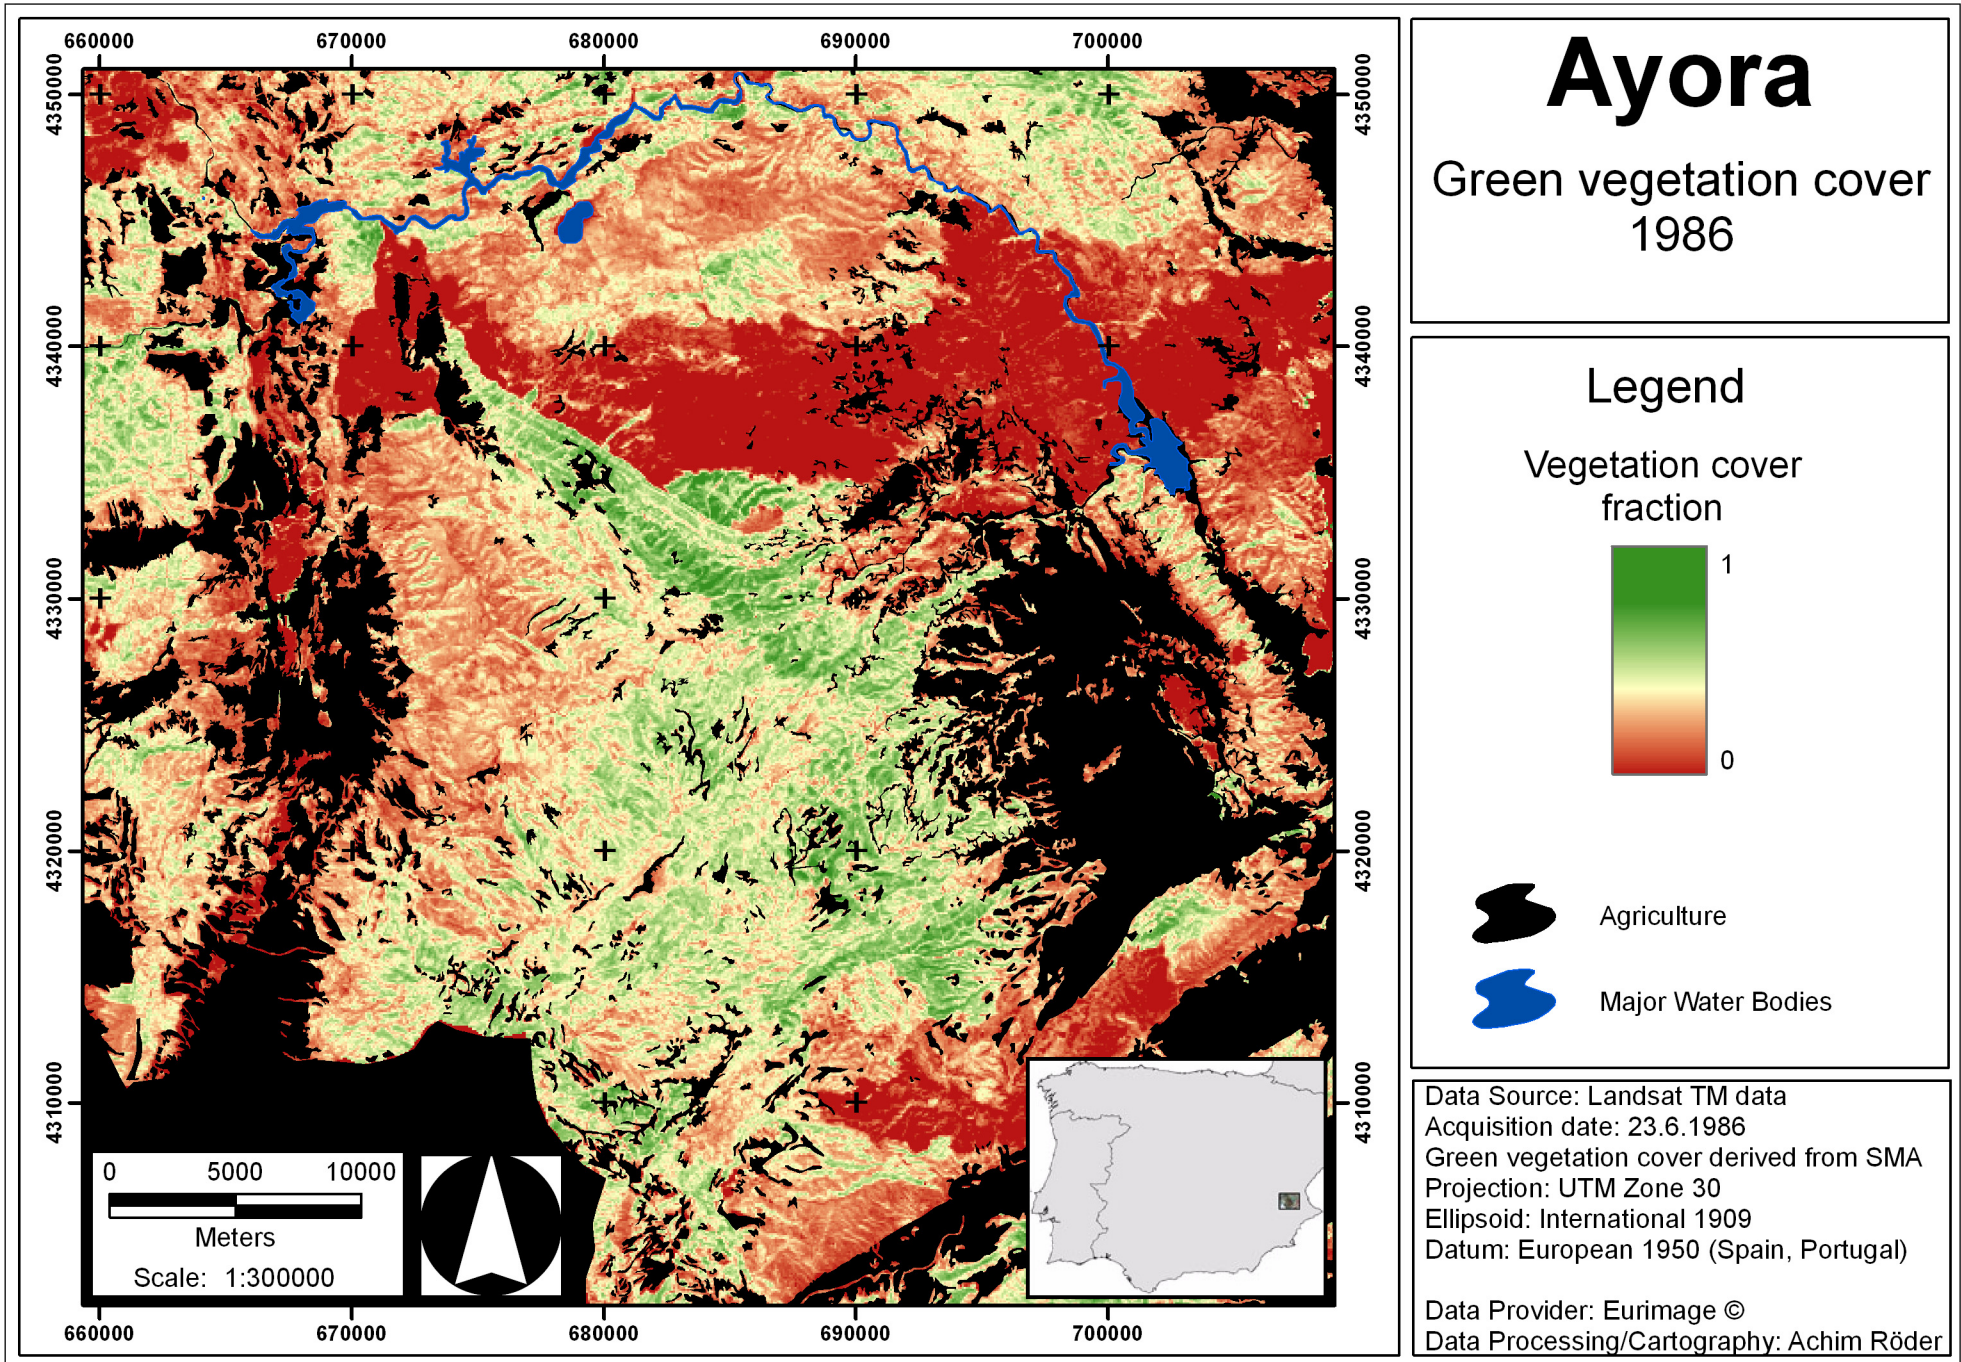 Ayora
Green vegetation cover
1986
660000 670000 680000 690000 700000
4350000 4350000
4340000 4340000
4330000 4330000
4320000 4320000
4310000 4310000
660000 670000 680000 690000 700000
0 5000 10000
Meters
Scale: 1:300000
Legend
Vegetation cover
fraction
1
0
Agriculture
Major Water Bodies
Data Source: Landsat TM data
Acquisition date: 23.6.1986
Green vegetation cover derived from SMA
Projection: UTM Zone 30
Ellipsoid: International 1909
Datum: European 1950 (Spain, Portugal)
Data Provider: Eurimage ©
Data Processing/Cartography: Achim Röder